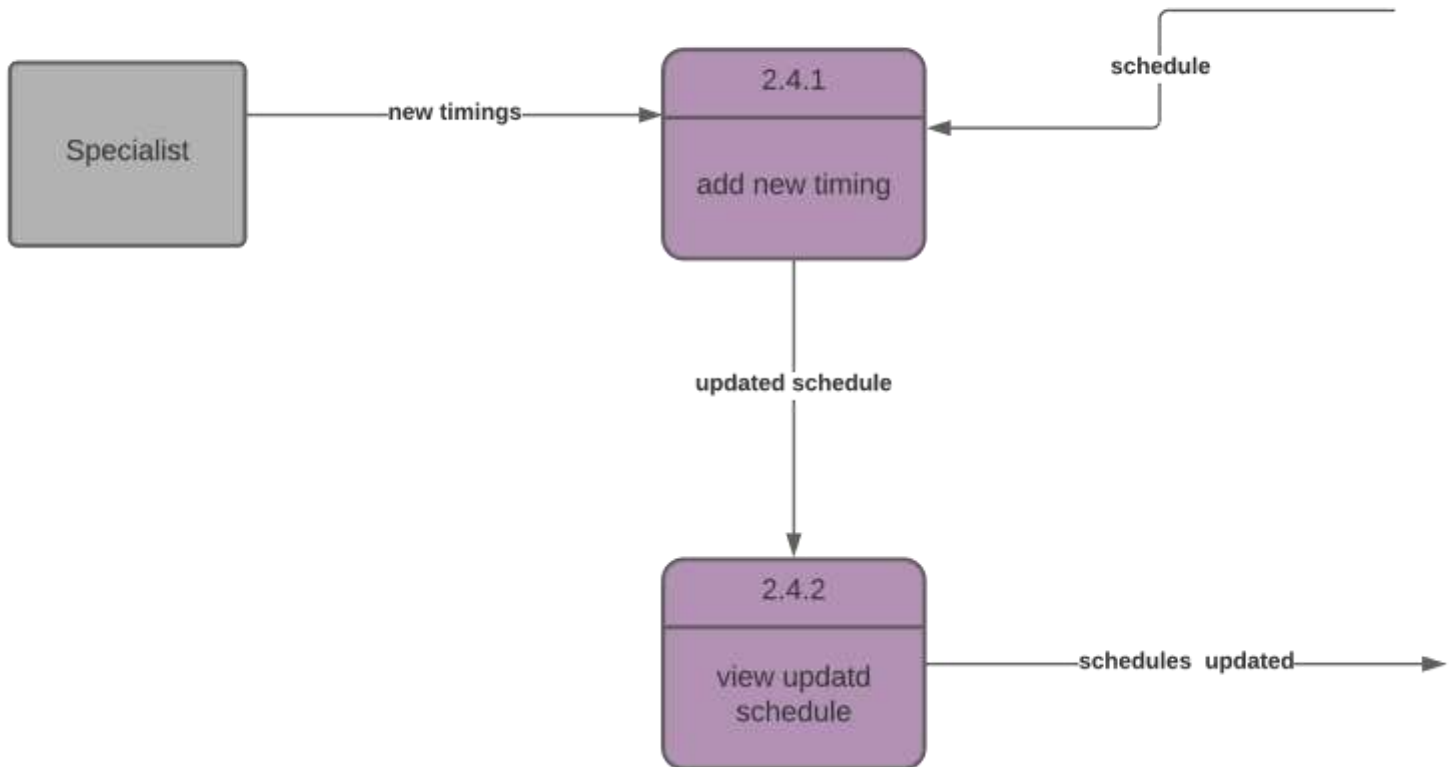 schedule
2.4.1
new timings
Specialist
add new timing
updated schedule
2.4.2
schedules updated
view updatd
schedule